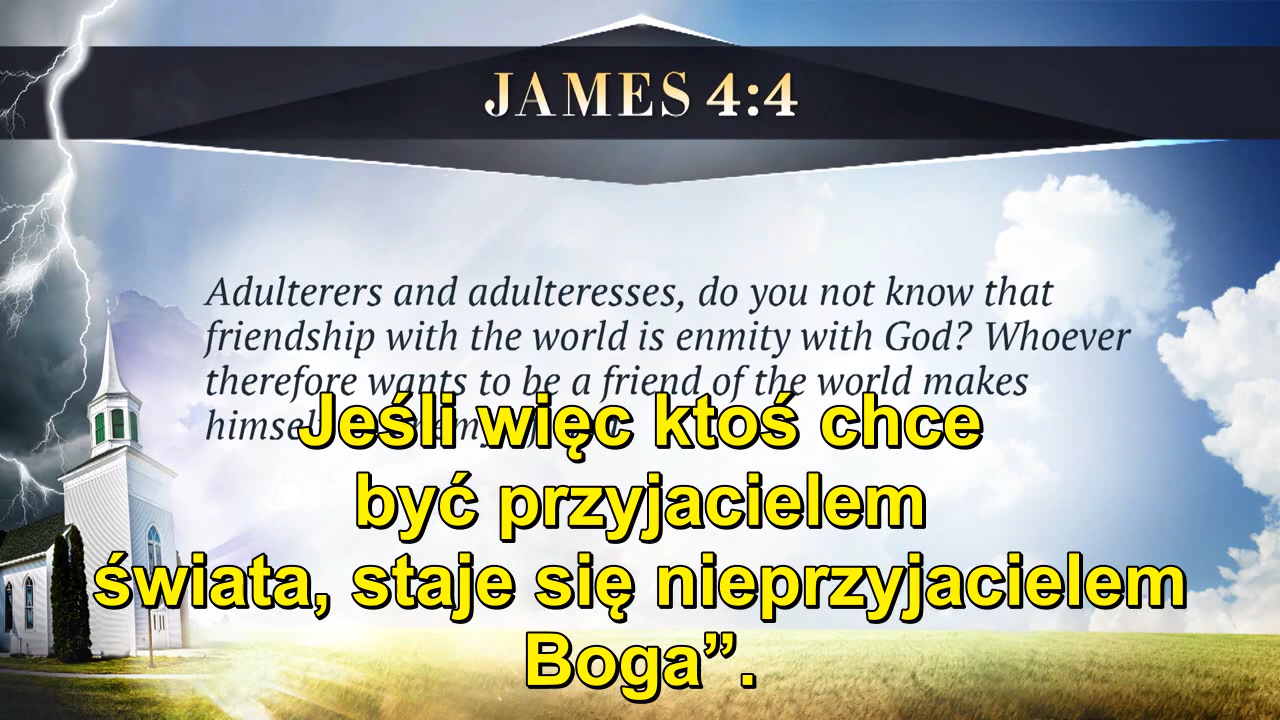 JAMES 4:4
Adulterers and adulteresses, do you not know that
friendship with the world is enmity with God? Whoever
therefore wants to be a friend of the world makes
Jeśli więc ktoś chce
być przyjacielem
świata, staje się nieprzyjacielem
Boga”.